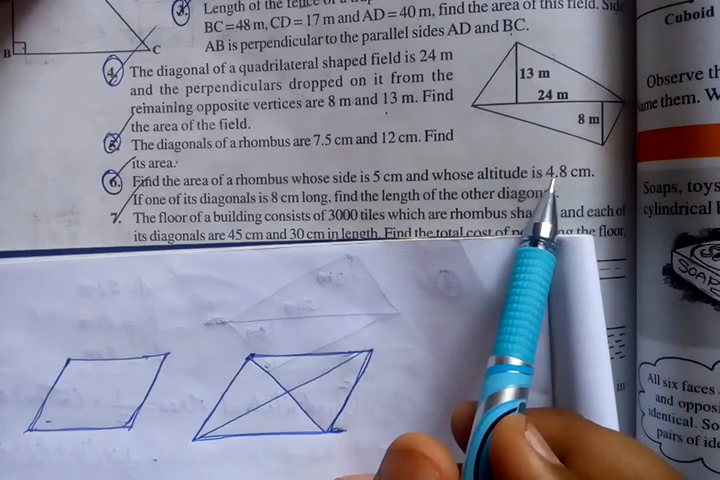 3. Length of the fence of a
BC=48 m, CD = 17 m and AD = 40 m, find the area of this field. Side
AB is perpendicular to the parallel sides AD and BC.
B
C
4. The diagonal of a quadrilateral shaped field is 24 m
and the perpendiculars dropped on it from the
remaining opposite vertices are 8 m and 13 m. Find
the area of the field.
13 m
24 m
8 m
5. The diagonals of a rhombus are 7.5 cm and 12 cm. Find
its area.
6. Find the area of a rhombus whose side is 5 cm and whose altitude is 4.8 cm.
If one of its diagonals is 8 cm long, find the length of the other
7. The floor of a building consists of 3000 tiles which are rhombus and each of
its diagonals are 45 cm and 30 cm in length. Find the total cost of the floor,
Cuboid
Observe
them.
Soaps, toys
cylindrical
SOAP
All six faces
and
identical. So
pairs of